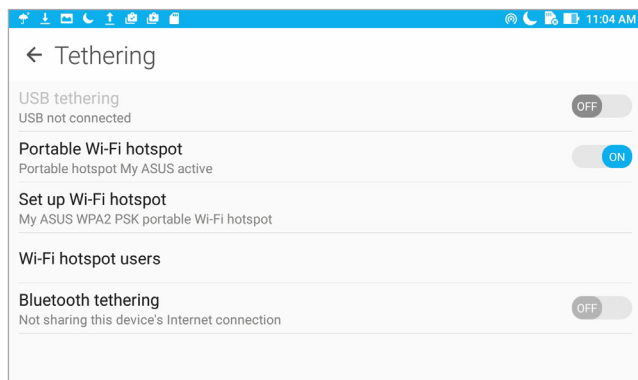 11:04 AM
Tethering
USB tethering
USB not connected
OFF
Portable Wi-Fi hotspot
Portable hotspot My ASUS active
ON
Set up Wi-Fi hotspot
My ASUS WPA2 PSK portable Wi-Fi hotspot
Wi-Fi hotspot users
Bluetooth tethering
Not sharing this device's Internet connection
OFF